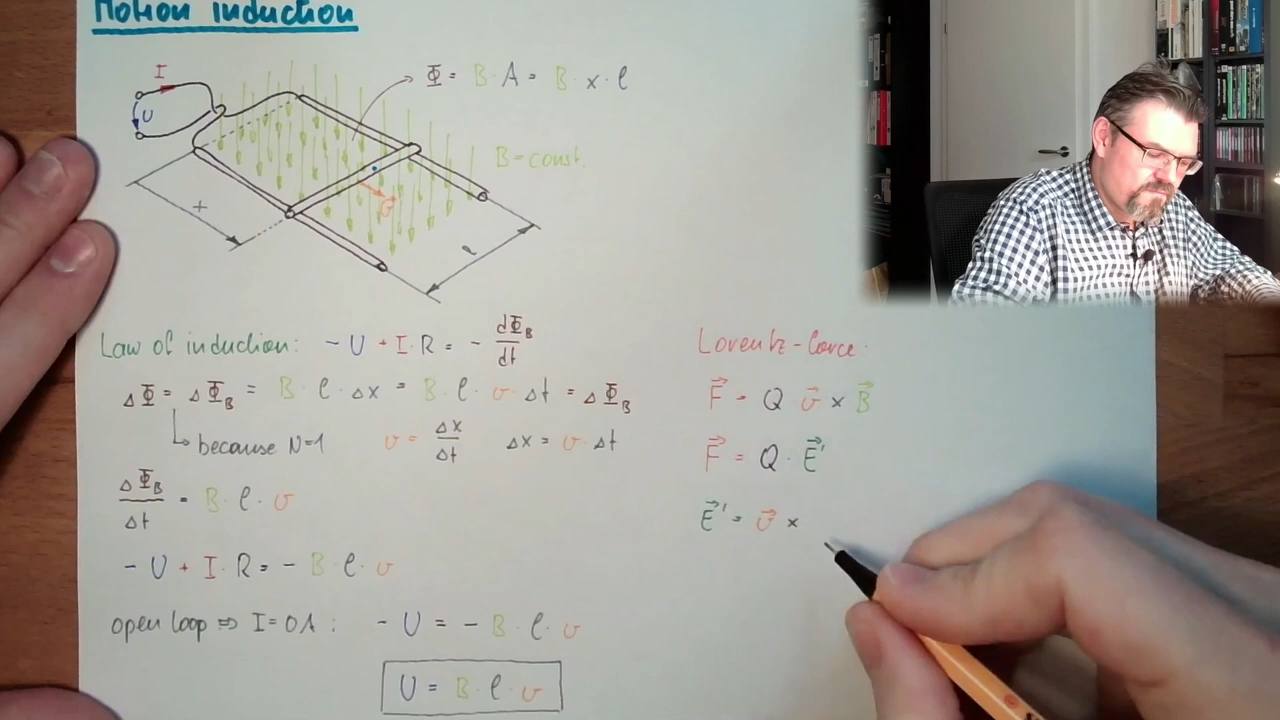 Motion induction
I
U
Φ = B · A = B · x · l
B = const.
v⃗
x
l
Law of induction: - U + I · R = - dΦB/dt
ΔΦ = ΔΦB = B · l · Δx = B · l · v · Δt = ΔΦB
because N=1 v = Δx/Δt Δx = v · Δt
ΔΦB/Δt = B · l · v
- U + I · R = - B · l · v
open loop ⇒ I = 0A : - U = - B · l · v
U = B · l · v
Lorentz-force:
F⃗ = Q v⃗ × B⃗
F⃗ = Q · E⃗'
E⃗' = v⃗ ×